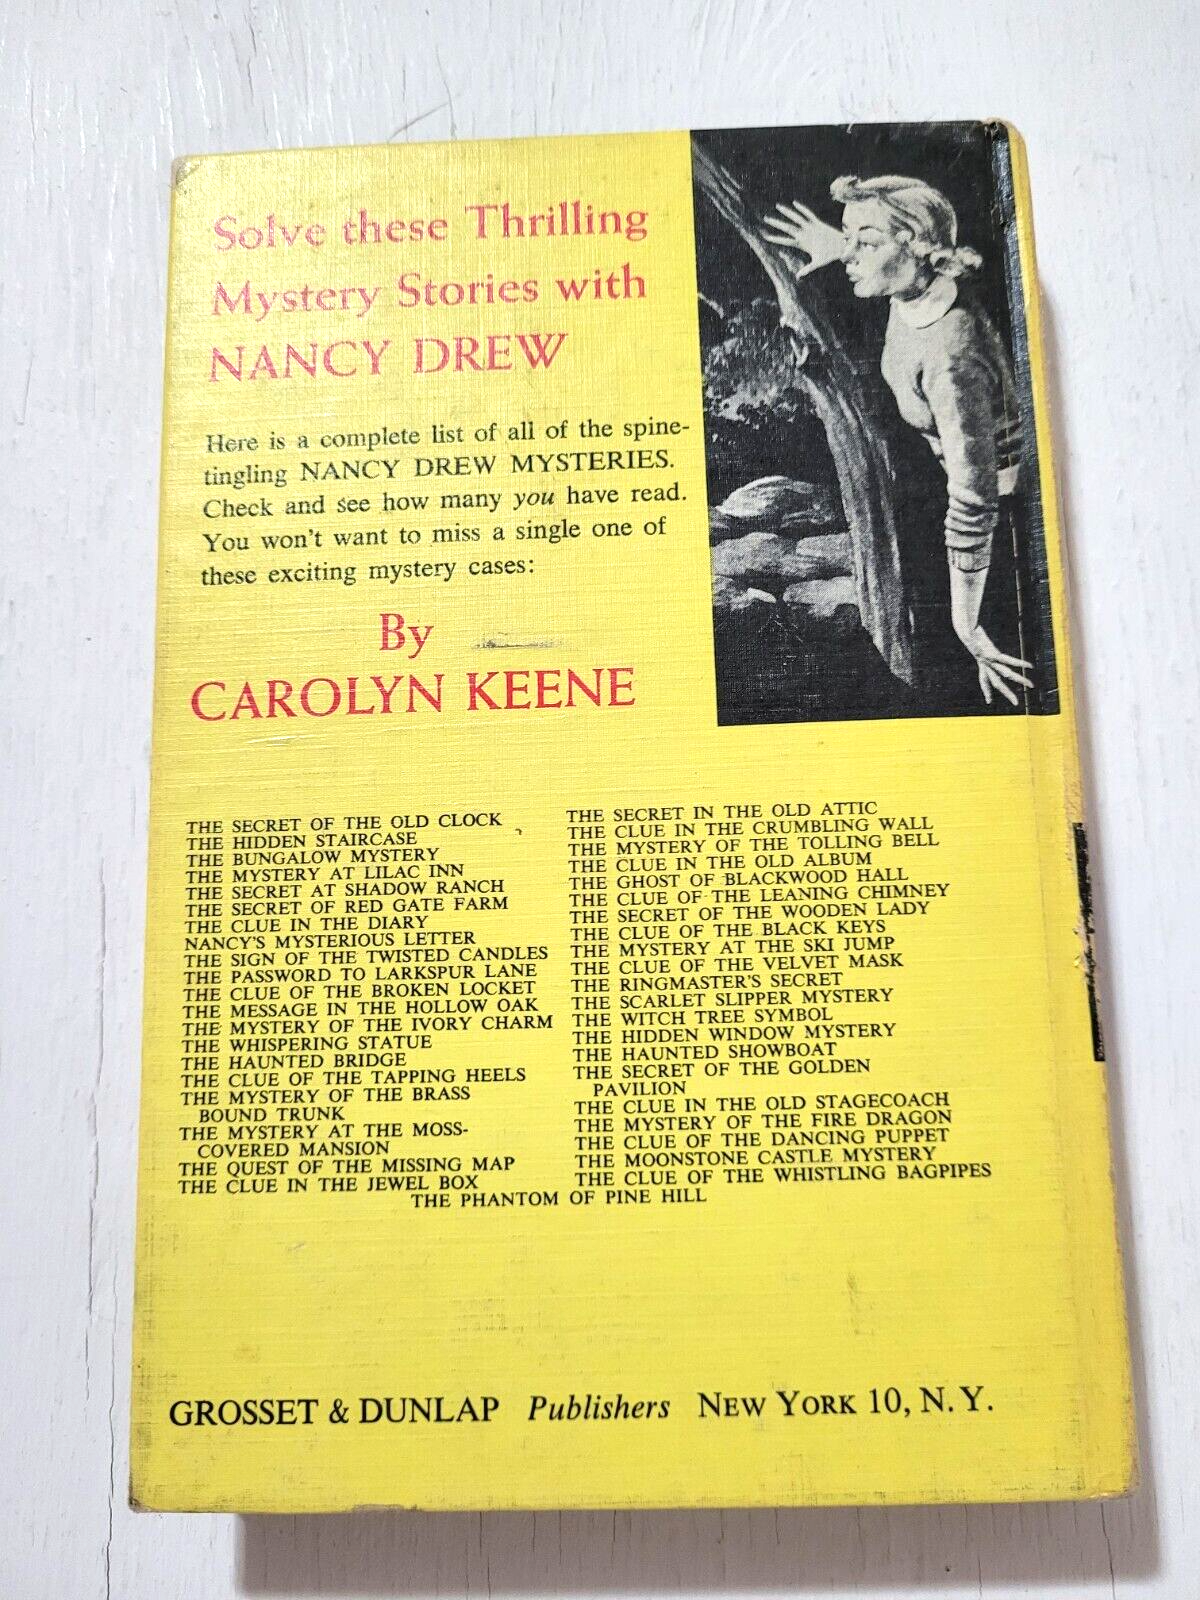 Solve these Thrilling
Mystery Stories with
NANCY DREW
Here is a complete list of all of the spine-
tingling NANCY DREW MYSTERIES.
Check and see how many you have read.
You won't want to miss a single one of
these exciting mystery cases:
By
CAROLYN KEENE
THE SECRET OF THE OLD CLOCK
THE HIDDEN STAIRCASE
THE BUNGALOW MYSTERY
THE MYSTERY AT LILAC INN
THE SECRET AT SHADOW RANCH
THE SECRET OF RED GATE FARM
THE CLUE IN THE DIARY
NANCY'S MYSTERIOUS LETTER
THE SIGN OF THE TWISTED CANDLES
THE PASSWORD TO LARKSPUR LANE
THE CLUE OF THE BROKEN LOCKET
THE MESSAGE IN THE HOLLOW OAK
THE MYSTERY OF THE IVORY CHARM
THE WHISPERING STATUE
THE HAUNTED BRIDGE
THE CLUE OF THE TAPPING HEELS
THE MYSTERY OF THE BRASS
BOUND TRUNK
THE MYSTERY AT THE MOSS-
COVERED MANSION
THE QUEST OF THE MISSING MAP
THE CLUE IN THE JEWEL BOX
THE SECRET IN THE OLD ATTIC
THE CLUE IN THE CRUMBLING WALL
THE MYSTERY OF THE TOLLING BELL
THE CLUE IN THE OLD ALBUM
THE GHOST OF BLACKWOOD HALL
THE CLUE OF THE LEANING CHIMNEY
THE SECRET OF THE WOODEN LADY
THE CLUE OF THE BLACK KEYS
THE MYSTERY AT THE SKI JUMP
THE CLUE OF THE VELVET MASK
THE RINGMASTER'S SECRET
THE SCARLET SLIPPER MYSTERY
THE WITCH TREE SYMBOL
THE HIDDEN WINDOW MYSTERY
THE HAUNTED SHOWBOAT
THE SECRET OF THE GOLDEN
PAVILION
THE CLUE IN THE OLD STAGECOACH
THE MYSTERY OF THE FIRE DRAGON
THE CLUE OF THE DANCING PUPPET
THE MOONSTONE CASTLE MYSTERY
THE CLUE OF THE WHISTLING BAGPIPES
THE PHANTOM OF PINE HILL
GROSSET & DUNLAP Publishers NEW YORK 10, N. Y.